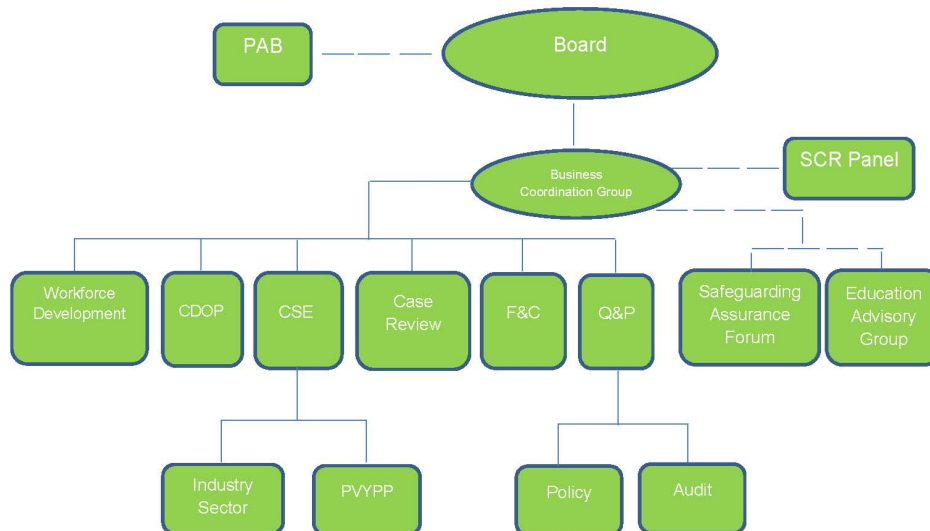 PAB
Board
Business
Coordination Group
SCR Panel
Workforce
Development
CDOP
CSE
Case
Review
F&C
Q&P
Safeguarding
Assurance
Forum
Education
Advisory
Group
Industry
Sector
PVYPP
Policy
Audit